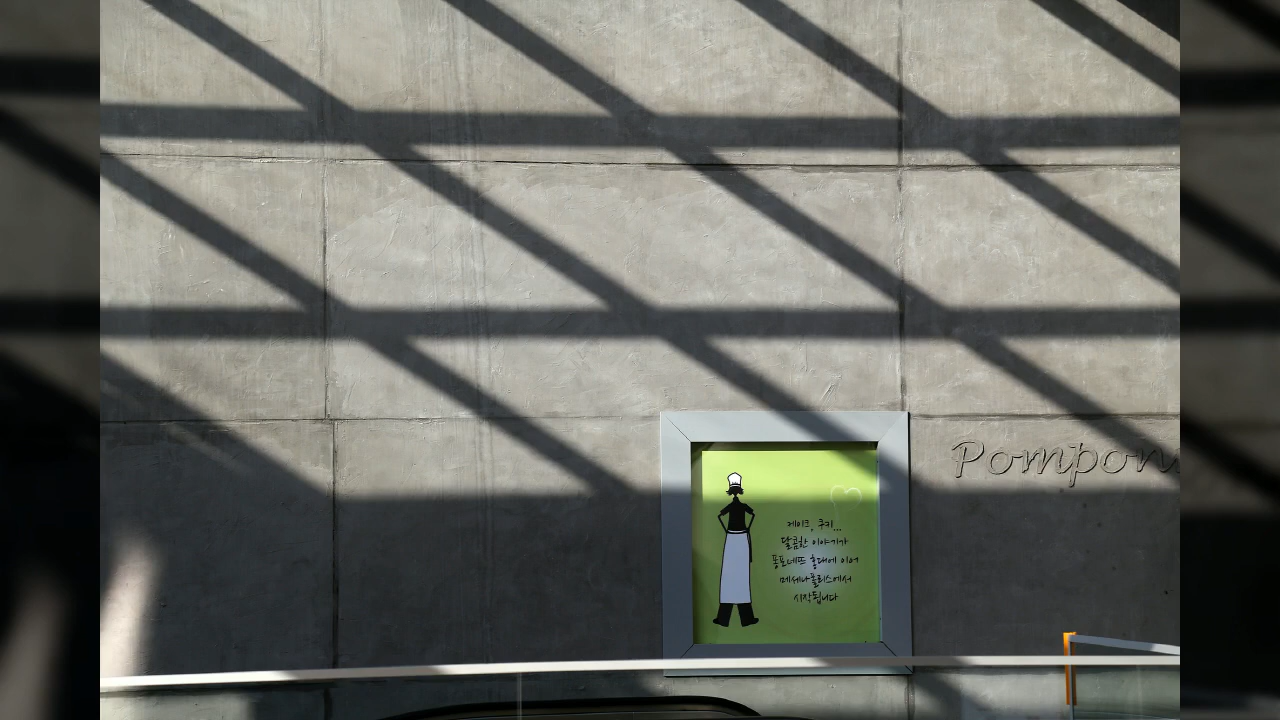 Pompon
케이크, 쿠키...
달콤한 이야기가
퐁포네뜨 홍대에 이어
메세나폴리스에서
시작됩니다